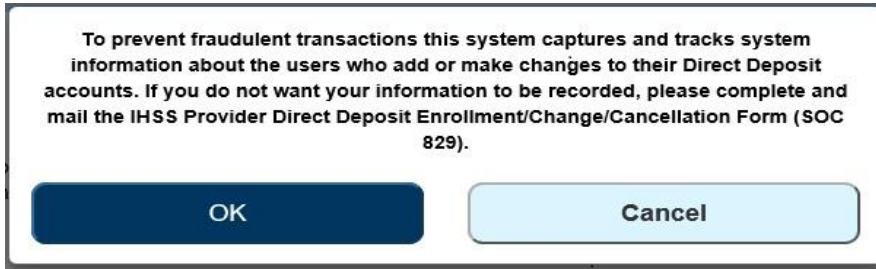 To prevent fraudulent transactions this system captures and tracks system
information about the users who add or make changes to their Direct Deposit
accounts. If you do not want your information to be recorded, please complete and
mail the IHSS Provider Direct Deposit Enrollment/Change/Cancellation Form (SOC
829).
OK
Cancel